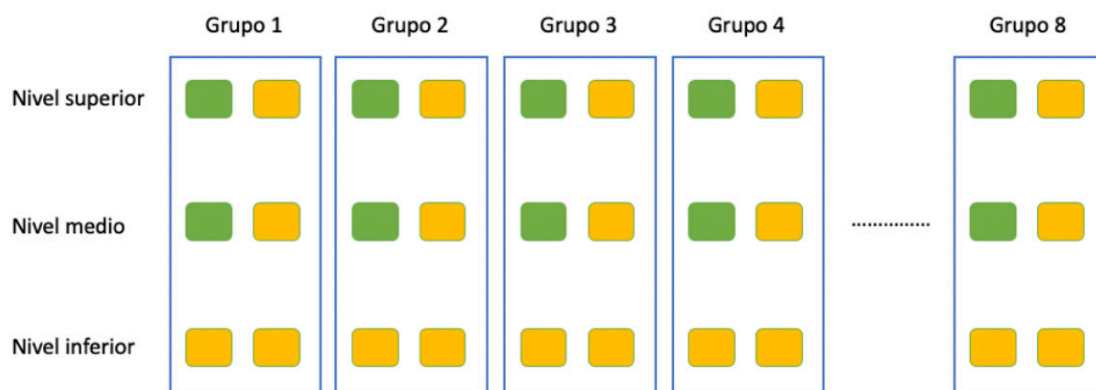 Grupo 1 Grupo 2 Grupo 3 Grupo 4 Grupo 8
Nivel superior
Nivel medio ...............
Nivel inferior